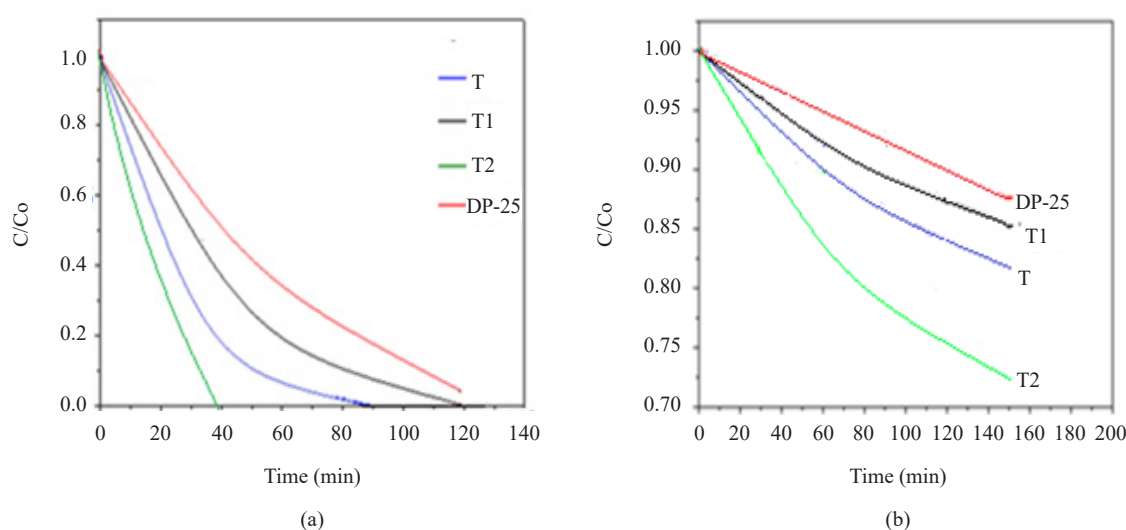 1.0
0.8
0.6
0.4
0.2
0.0
C/Co
0 20 40 60 80 100 120 140
Time (min)
T
T1
T2
DP-25
(a)
1.00
0.95
0.90
0.85
0.80
0.75
0.70
C/Co
0 20 40 60 80 100 120 140 160 180 200
Time (min)
DP-25
T1
T
T2
(b)